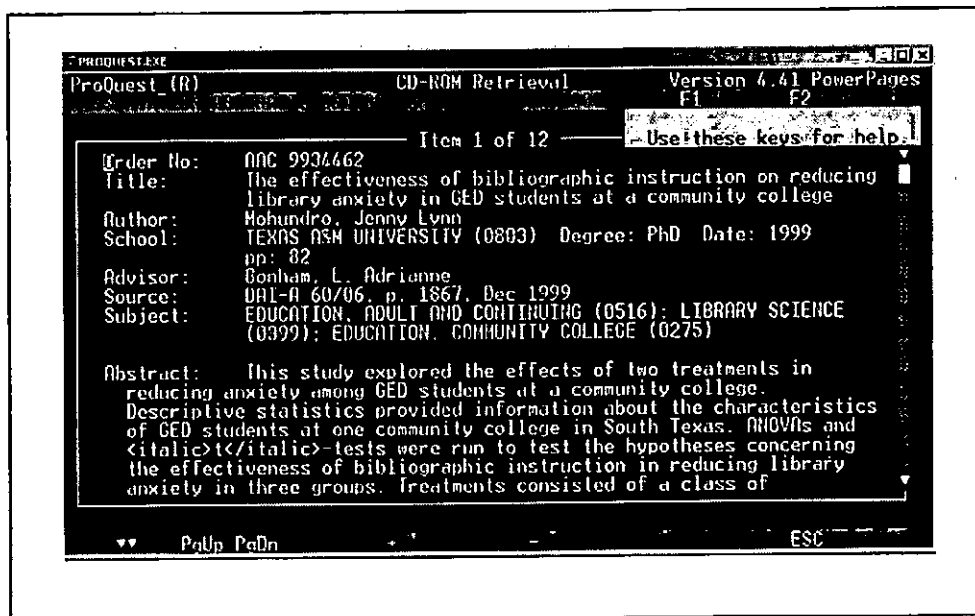 PROQUEST.EXE
ProQuest (R) CD-ROM Retrieval Version 4.41 PowerPages
F1 F2
Item 1 of 12
Use these keys for help.
Order No: AAC 9934462
Title: The effectiveness of bibliographic instruction on reducing
library anxiety in GED students at a community college
Author: Mohundro, Jenny Lynn
School: TEXAS A&M UNIVERSITY (0803) Degree: PhD Date: 1999
pp: 82
Advisor: Bonham, L. Adrianne
Source: DAI-A 60/06, p. 1867, Dec 1999
Subject: EDUCATION, ADULT AND CONTINUING (0516); LIBRARY SCIENCE
(0399); EDUCATION, COMMUNITY COLLEGE (0275)
Abstract: This study explored the effects of two treatments in
reducing anxiety among GED students at a community college.
Descriptive statistics provided information about the characteristics
of GED students at one community college in South Texas. ANOVAs and
<italic>t</italic>-tests were run to test the hypotheses concerning
the effectiveness of bibliographic instruction in reducing library
anxiety in three groups. Treatments consisted of a class of
PgUp PgDn + - ESC